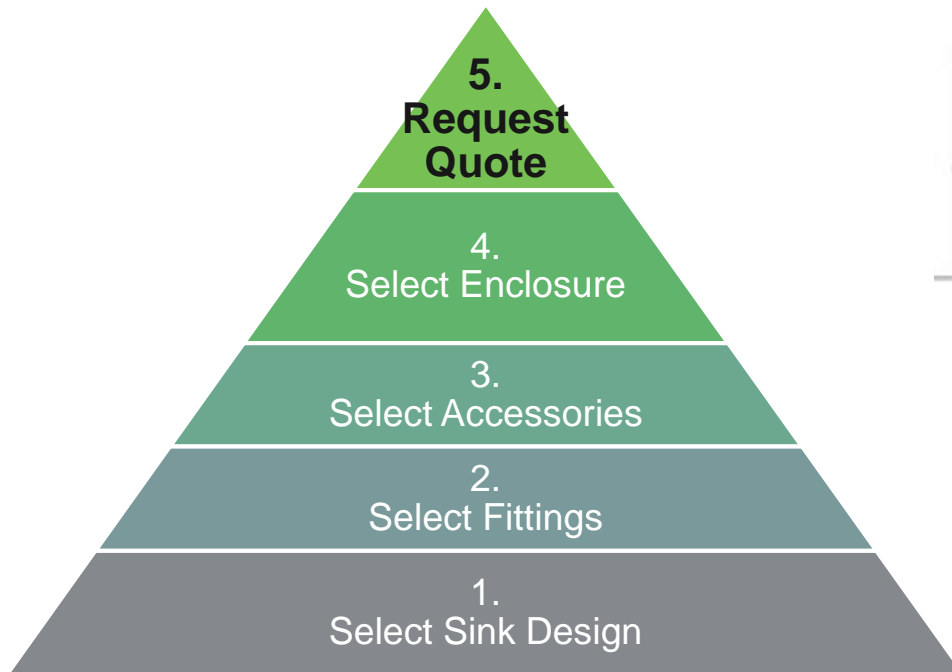 5.
Request
Quote
4.
Select Enclosure
3.
Select Accessories
2.
Select Fittings
1.
Select Sink Design